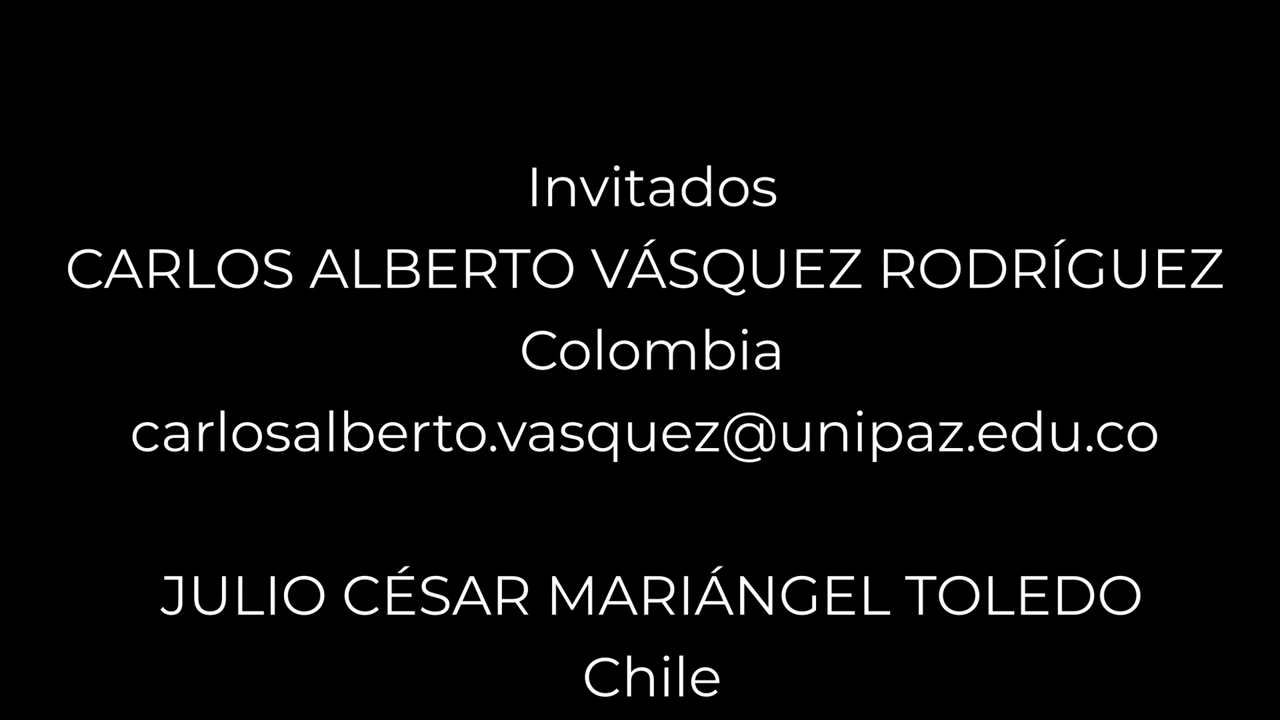 Invitados
CARLOS ALBERTO VÁSQUEZ RODRÍGUEZ
Colombia
carlosalberto.vasquez@unipaz.edu.co
JULIO CÉSAR MARIÁNGEL TOLEDO
Chile